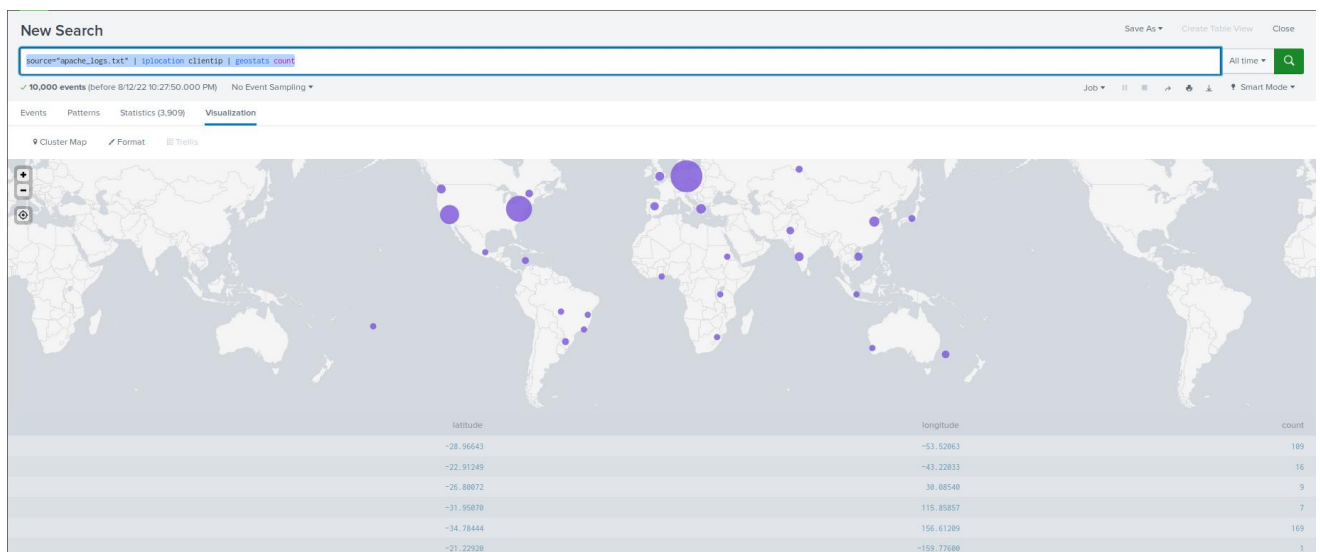 New Search
Save As ▾ Create Table View Close
source="apache_logs.txt" | iplocation clientip | geostats count
All time ▾
✓ 10,000 events (before 8/12/22 10:27:50.000 PM) No Event Sampling ▾
Job ▾ Smart Mode ▾
Events Patterns Statistics (3,909) Visualization
Cluster Map Format Trellis
+
-
latitude longitude count
-28.96643 -53.52063 109
-22.91249 -43.22033 16
-26.80072 30.08540 9
-31.95070 115.85857 7
-34.78444 156.61209 169
-21.22920 -159.77600 1